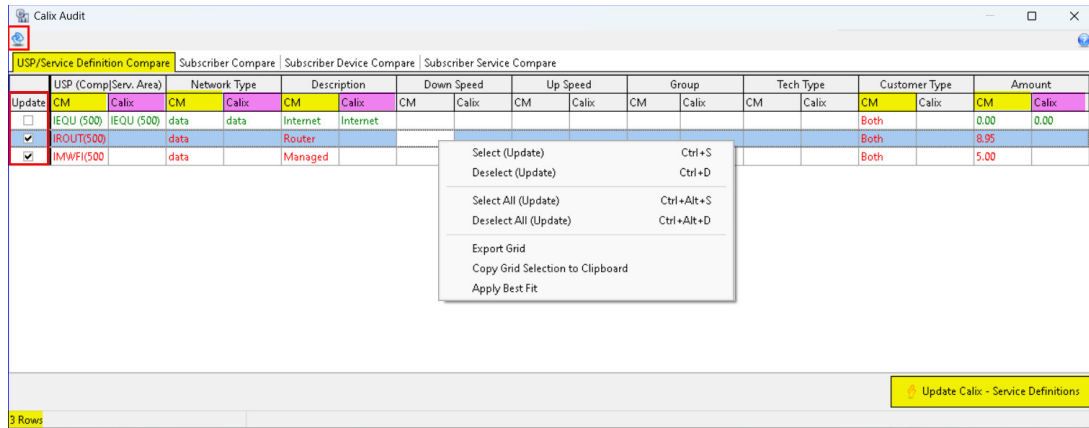 Calix Audit
USP/Service Definition Compare Subscriber Compare Subscriber Device Compare Subscriber Service Compare
USP (Comp|Serv. Area) Network Type Description Down Speed Up Speed Group Tech Type Customer Type Amount
Update CM Calix CM Calix CM Calix CM Calix CM Calix CM Calix CM Calix CM Calix CM Calix
IEQU (500) IEQU (500) data data Internet Internet Both 0.00 0.00
IROUT(500) data Router Both 8.95
IMWFI(500 data Managed Both 5.00
Select (Update) Ctrl+S
Deselect (Update) Ctrl+D
Select All (Update) Ctrl+Alt+S
Deselect All (Update) Ctrl+Alt+D
Export Grid
Copy Grid Selection to Clipboard
Apply Best Fit
Update Calix - Service Definitions
3 Rows